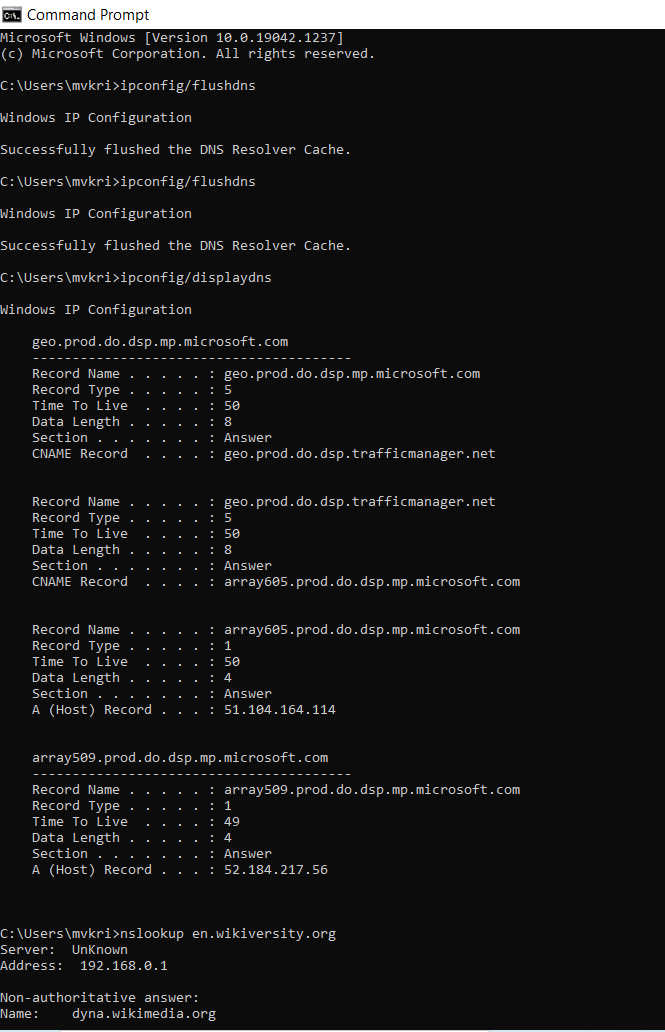 Command Prompt
Microsoft Windows [Version 10.0.19042.1237]
(c) Microsoft Corporation. All rights reserved.
C:\Users\mvkri>ipconfig/flushdns
Windows IP Configuration
Successfully flushed the DNS Resolver Cache.
C:\Users\mvkri>ipconfig/flushdns
Windows IP Configuration
Successfully flushed the DNS Resolver Cache.
C:\Users\mvkri>ipconfig/displaydns
Windows IP Configuration
geo.prod.do.dsp.mp.microsoft.com
----------------------------------------
Record Name . . . . . : geo.prod.do.dsp.mp.microsoft.com
Record Type . . . . . : 5
Time To Live  . . . . : 50
Data Length . . . . . : 8
Section . . . . . . . : Answer
CNAME Record  . . . . : geo.prod.do.dsp.trafficmanager.net
Record Name . . . . . : geo.prod.do.dsp.trafficmanager.net
Record Type . . . . . : 5
Time To Live  . . . . : 50
Data Length . . . . . : 8
Section . . . . . . . : Answer
CNAME Record  . . . . : array605.prod.do.dsp.mp.microsoft.com
Record Name . . . . . : array605.prod.do.dsp.mp.microsoft.com
Record Type . . . . . : 1
Time To Live  . . . . : 50
Data Length . . . . . : 4
Section . . . . . . . : Answer
A (Host) Record . . . : 51.104.164.114
array509.prod.do.dsp.mp.microsoft.com
----------------------------------------
Record Name . . . . . : array509.prod.do.dsp.mp.microsoft.com
Record Type . . . . . : 1
Time To Live  . . . . : 49
Data Length . . . . . : 4
Section . . . . . . . : Answer
A (Host) Record . . . : 52.184.217.56
C:\Users\mvkri>nslookup en.wikiversity.org
Server:  UnKnown
Address:  192.168.0.1
Non-authoritative answer:
Name:    dyna.wikimedia.org